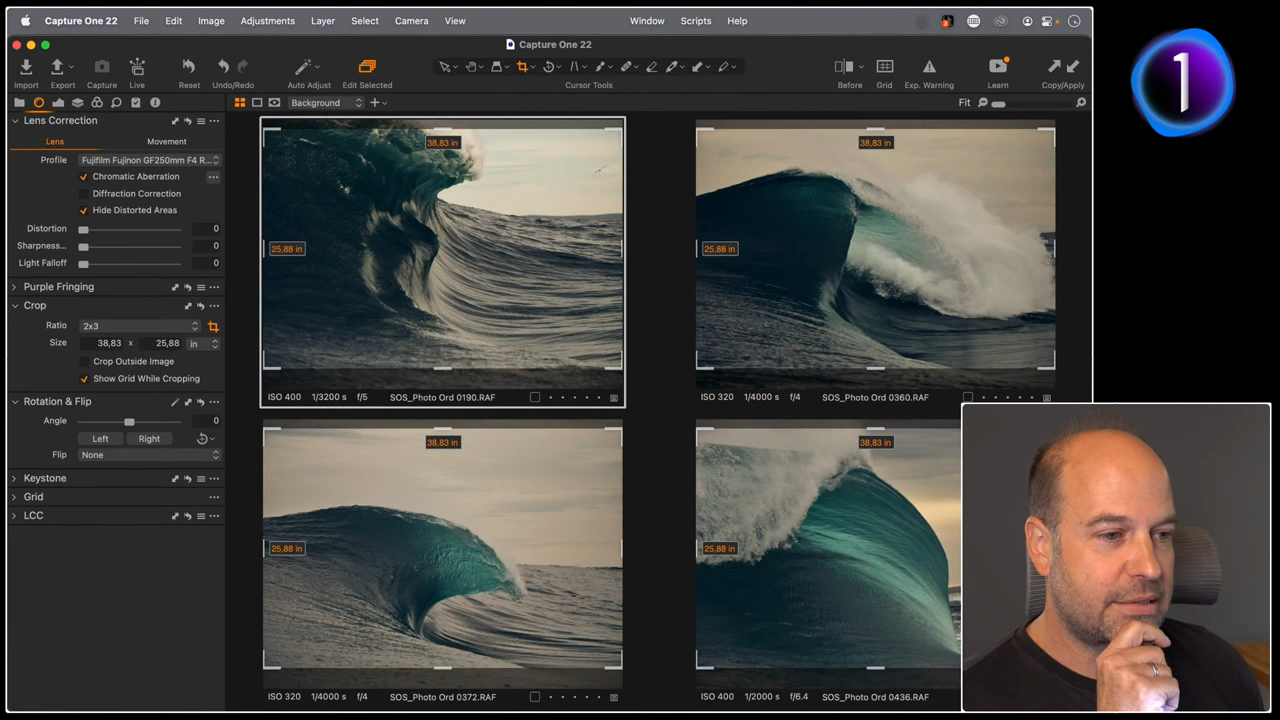 Capture One 22 File Edit Image Adjustments Layer Select Camera View Window Scripts Help
Capture One 22
Import Export Capture Live Reset Undo/Redo Auto Adjust Edit Selected Cursor Tools Before Grid Exp. Warning Learn Copy/Apply
Background Fit
Lens Correction
Lens Movement
Profile Fujifilm Fujinon GF250mm F4 R...
Chromatic Aberration
Diffraction Correction
Hide Distorted Areas
Distortion 0
Sharpness... 0
Light Falloff 0
Purple Fringing
Crop
Ratio 2x3
Size 38,83 x 25,88 in
Crop Outside Image
Show Grid While Cropping
Rotation & Flip
Angle 0
Left Right
Flip None
Keystone
Grid
LCC
38,83 in
25,88 in
ISO 400 1/3200 s f/5 SOS_Photo Ord 0190.RAF
38,83 in
25,88 in
ISO 320 1/4000 s f/4 SOS_Photo Ord 0360.RAF
38,83 in
25,88 in
ISO 320 1/4000 s f/4 SOS_Photo Ord 0372.RAF
38,83 in
25,88 in
ISO 400 1/2000 s f/6.4 SOS_Photo Ord 0436.RAF
1